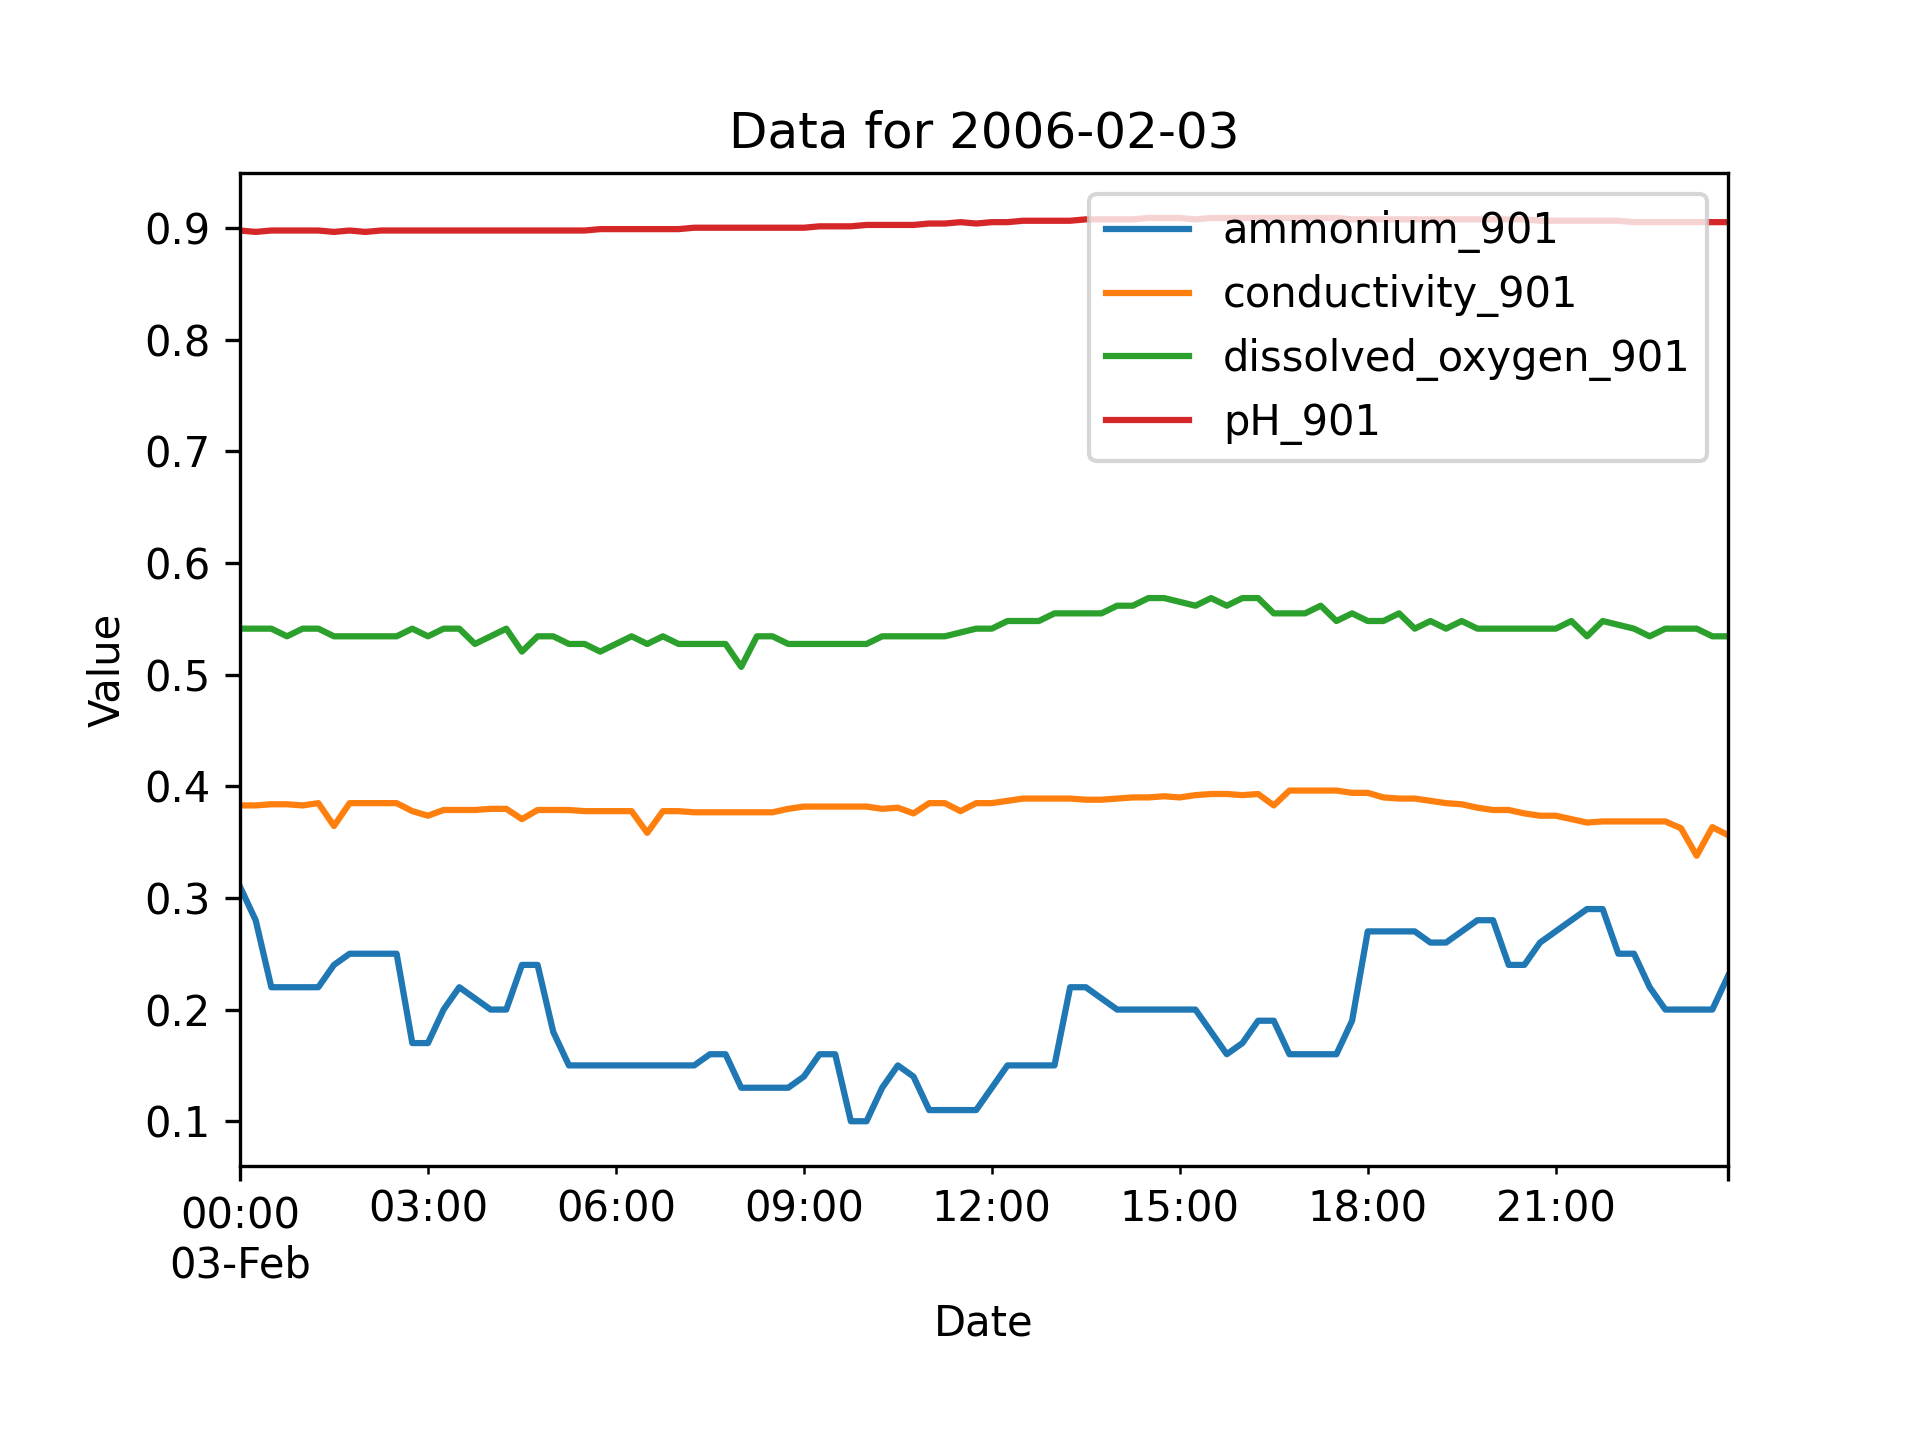 Data for 2006-02-03
ammonium_901
conductivity_901
dissolved_oxygen_901
pH_901
0.9
0.8
0.7
0.6
0.5
0.4
0.3
0.2
0.1
Value
00:00 03:00 06:00 09:00 12:00 15:00 18:00 21:00
03-Feb
Date